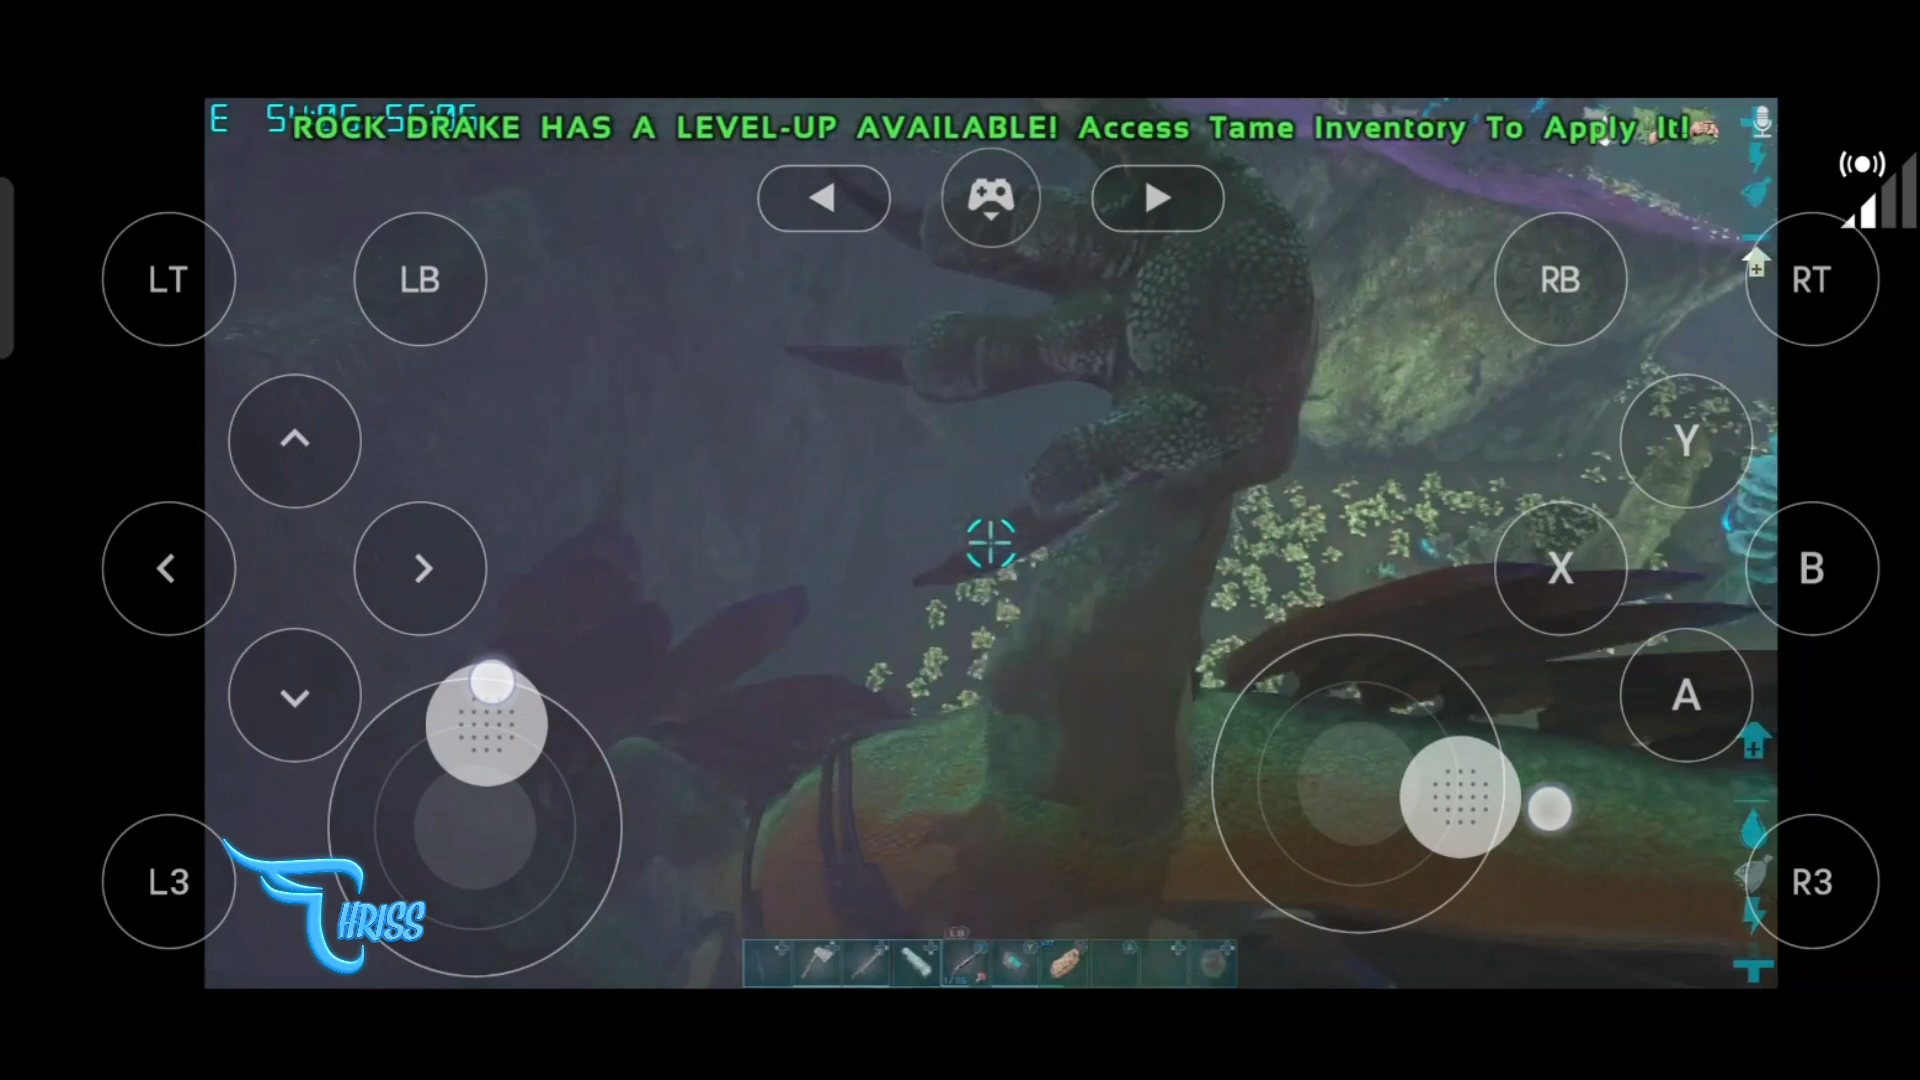 E
ROCK DRAKE HAS A LEVEL-UP AVAILABLE! Access Tame Inventory To Apply It!
LT
LB
RB
RT
Y
X
B
A
L3
R3
HRISS
LB